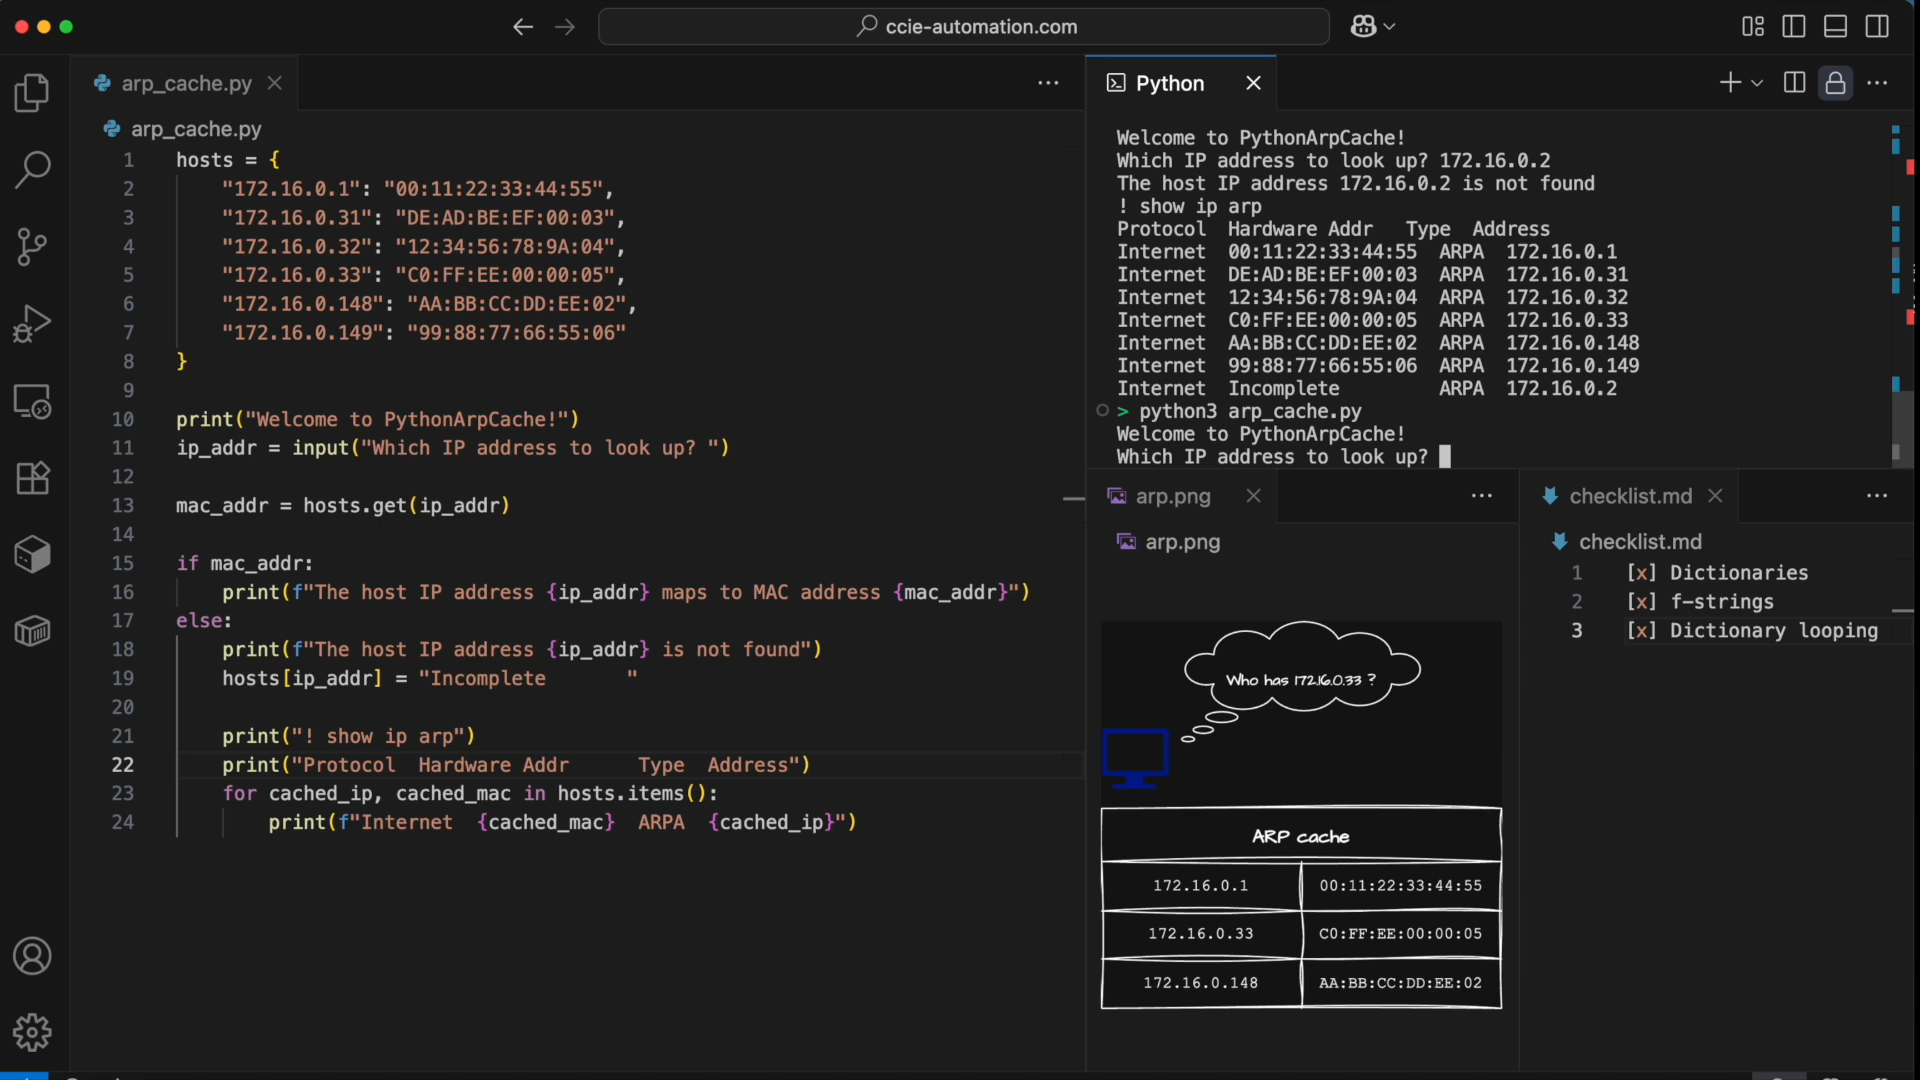 ccie-automation.com
arp_cache.py
arp_cache.py
1 hosts = {
2 "172.16.0.1": "00:11:22:33:44:55",
3 "172.16.0.31": "DE:AD:BE:EF:00:03",
4 "172.16.0.32": "12:34:56:78:9A:04",
5 "172.16.0.33": "C0:FF:EE:00:00:05",
6 "172.16.0.148": "AA:BB:CC:DD:EE:02",
7 "172.16.0.149": "99:88:77:66:55:06"
8 }
9
10 print("Welcome to PythonArpCache!")
11 ip_addr = input("Which IP address to look up? ")
12
13 mac_addr = hosts.get(ip_addr)
14
15 if mac_addr:
16 print(f"The host IP address {ip_addr} maps to MAC address {mac_addr}")
17 else:
18 print(f"The host IP address {ip_addr} is not found")
19 hosts[ip_addr] = "Incomplete       "
20
21 print("! show ip arp")
22 print("Protocol  Hardware Addr      Type  Address")
23 for cached_ip, cached_mac in hosts.items():
24 print(f"Internet  {cached_mac}  ARPA  {cached_ip}")
Python
Welcome to PythonArpCache!
Which IP address to look up? 172.16.0.2
The host IP address 172.16.0.2 is not found
! show ip arp
Protocol  Hardware Addr   Type  Address
Internet  00:11:22:33:44:55  ARPA  172.16.0.1
Internet  DE:AD:BE:EF:00:03  ARPA  172.16.0.31
Internet  12:34:56:78:9A:04  ARPA  172.16.0.32
Internet  C0:FF:EE:00:00:05  ARPA  172.16.0.33
Internet  AA:BB:CC:DD:EE:02  ARPA  172.16.0.148
Internet  99:88:77:66:55:06  ARPA  172.16.0.149
Internet  Incomplete         ARPA  172.16.0.2
> python3 arp_cache.py
Welcome to PythonArpCache!
Which IP address to look up?
arp.png
arp.png
Who has 172.16.0.33 ?
ARP cache
172.16.0.1 00:11:22:33:44:55
172.16.0.33 C0:FF:EE:00:00:05
172.16.0.148 AA:BB:CC:DD:EE:02
checklist.md
checklist.md
1 [x] Dictionaries
2 [x] f-strings
3 [x] Dictionary looping